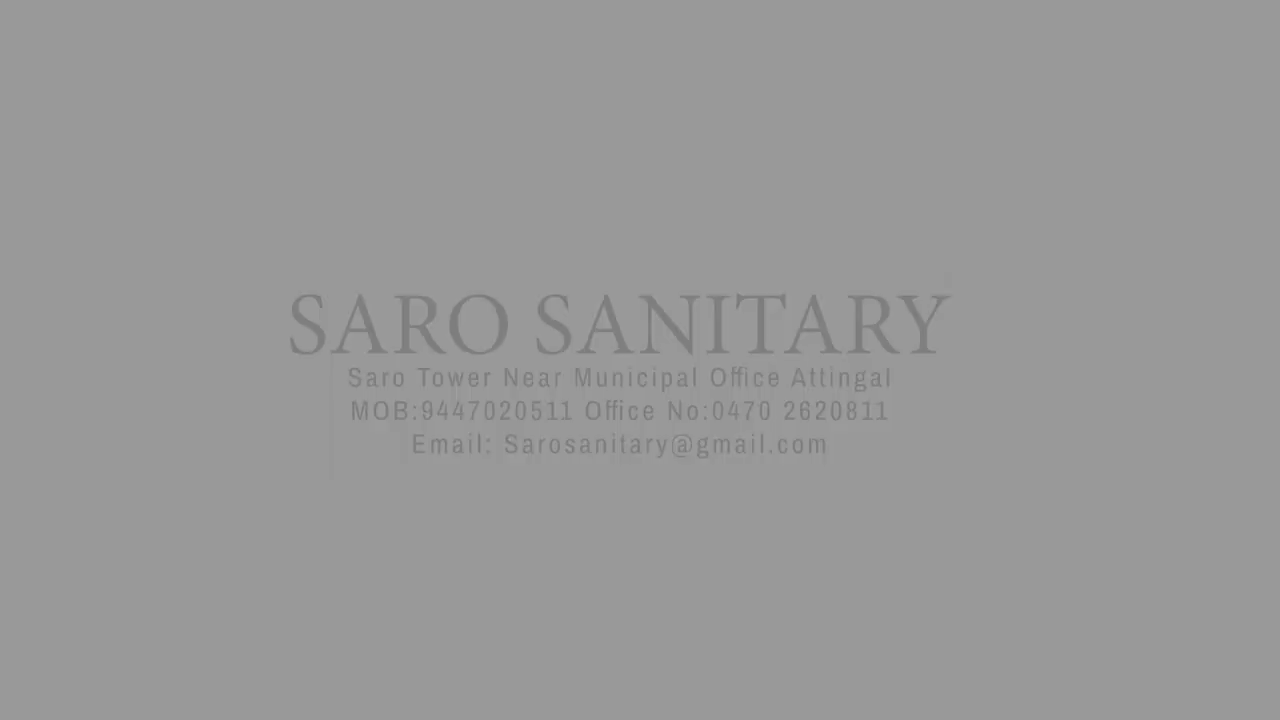 SARO SANITARY
Saro Tower Near Municipal Office Attingal
MOB:9447020511 Office No:0470 2620811
Email: Sarosanitary@gmail.com